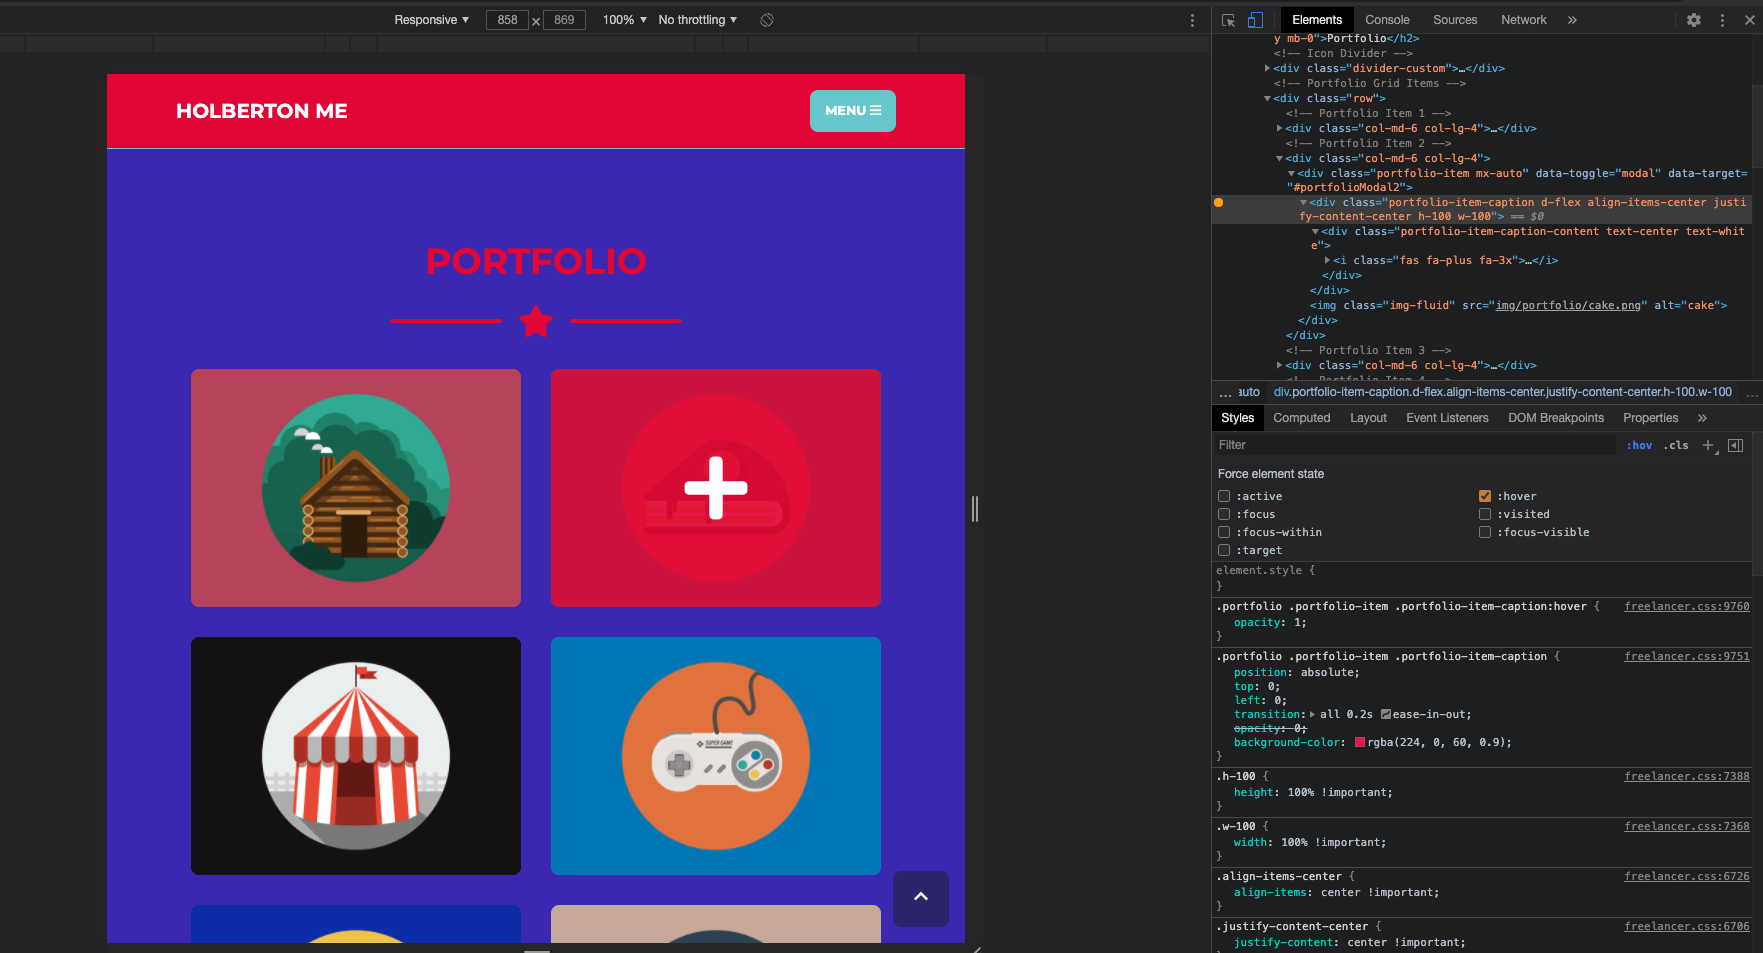 Responsive ▼ 858 × 869 100% ▼ No throttling ▼
Elements Console Sources Network »
HOLBERTON ME
MENU ☰
PORTFOLIO
SUPER GAME
y mb-0">Portfolio</h2>
<!-- Icon Divider -->
▶<div class="divider-custom">…</div>
<!-- Portfolio Grid Items -->
▼<div class="row">
<!-- Portfolio Item 1 -->
▶<div class="col-md-6 col-lg-4">…</div>
<!-- Portfolio Item 2 -->
▼<div class="col-md-6 col-lg-4">
▼<div class="portfolio-item mx-auto" data-toggle="modal" data-target=
"#portfolioModal2">
▼<div class="portfolio-item-caption d-flex align-items-center justi
fy-content-center h-100 w-100"> == $0
▼<div class="portfolio-item-caption-content text-center text-whit
e">
▶<i class="fas fa-plus fa-3x">…</i>
</div>
</div>
<img class="img-fluid" src="img/portfolio/cake.png" alt="cake">
</div>
</div>
<!-- Portfolio Item 3 -->
▶<div class="col-md-6 col-lg-4">…</div>
<!-- Portfolio Item 4 -->
… auto div.portfolio-item-caption.d-flex.align-items-center.justify-content-center.h-100.w-100 …
Styles Computed Layout Event Listeners DOM Breakpoints Properties »
Filter :hov .cls +
Force element state
:active :hover
:focus :visited
:focus-within :focus-visible
:target
element.style {
}
.portfolio .portfolio-item .portfolio-item-caption:hover { freelancer.css:9760
opacity: 1;
}
.portfolio .portfolio-item .portfolio-item-caption { freelancer.css:9751
position: absolute;
top: 0;
left: 0;
transition:▶ all 0.2s ease-in-out;
opacity: 0;
background-color: rgba(224, 0, 60, 0.9);
}
.h-100 { freelancer.css:7388
height: 100% !important;
}
.w-100 { freelancer.css:7368
width: 100% !important;
}
.align-items-center { freelancer.css:6726
align-items: center !important;
}
.justify-content-center { freelancer.css:6706
justify-content: center !important;